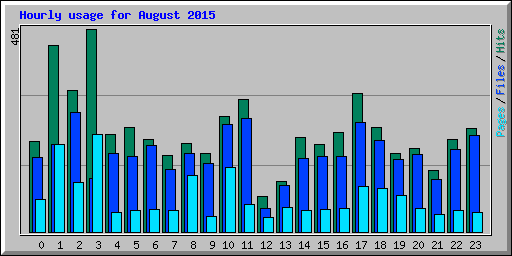 Hourly usage for August 2015
481
Pages / Files / Hits
0 1 2 3 4 5 6 7 8 9 10 11 12 13 14 15 16 17 18 19 20 21 22 23